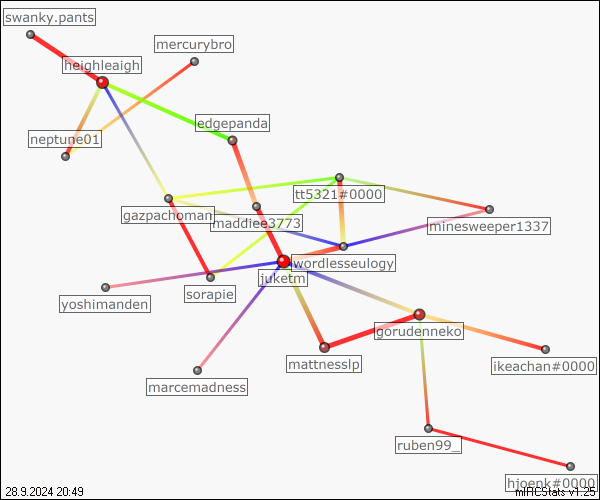 swanky.pants
mercurybro
heighleaigh
edgepanda
neptune01
tt5321#0000
gazpachoman
maddiee3773
minesweeper1337
wordlesseulogy
juketm
sorapie
yoshimanden
gorudenneko
mattnesslp
ikeachan#0000
marcemadness
ruben99_
hjoenk#0000
28.9.2024 20:49
mIRCStats v1.25